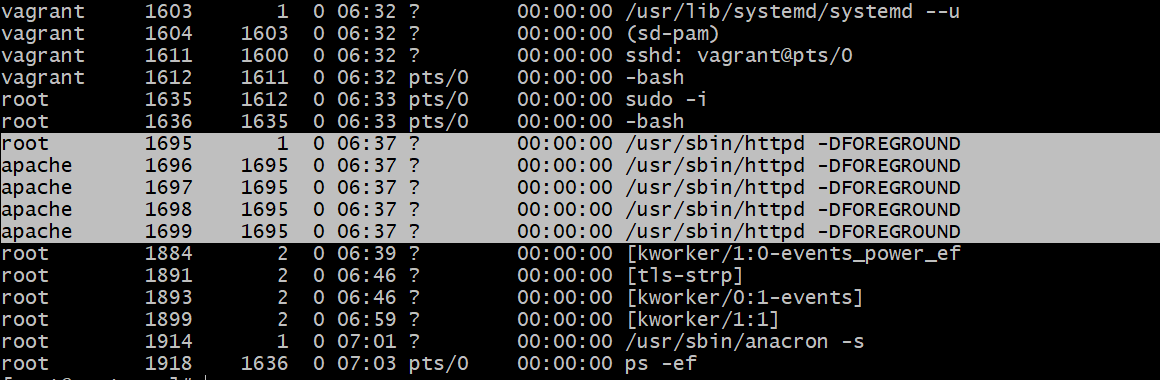 vagrant 1603 1 0 06:32 ? 00:00:00 /usr/lib/systemd/systemd --u
vagrant 1604 1603 0 06:32 ? 00:00:00 (sd-pam)
vagrant 1611 1600 0 06:32 ? 00:00:00 sshd: vagrant@pts/0
vagrant 1612 1611 0 06:32 pts/0 00:00:00 -bash
root 1635 1612 0 06:33 pts/0 00:00:00 sudo -i
root 1636 1635 0 06:33 pts/0 00:00:00 -bash
root 1695 1 0 06:37 ? 00:00:00 /usr/sbin/httpd -DFOREGROUND
apache 1696 1695 0 06:37 ? 00:00:00 /usr/sbin/httpd -DFOREGROUND
apache 1697 1695 0 06:37 ? 00:00:00 /usr/sbin/httpd -DFOREGROUND
apache 1698 1695 0 06:37 ? 00:00:00 /usr/sbin/httpd -DFOREGROUND
apache 1699 1695 0 06:37 ? 00:00:00 /usr/sbin/httpd -DFOREGROUND
root 1884 2 0 06:39 ? 00:00:00 [kworker/1:0-events_power_ef
root 1891 2 0 06:46 ? 00:00:00 [tls-strp]
root 1893 2 0 06:46 ? 00:00:00 [kworker/0:1-events]
root 1899 2 0 06:59 ? 00:00:00 [kworker/1:1]
root 1914 1 0 07:01 ? 00:00:00 /usr/sbin/anacron -s
root 1918 1636 0 07:03 pts/0 00:00:00 ps -ef